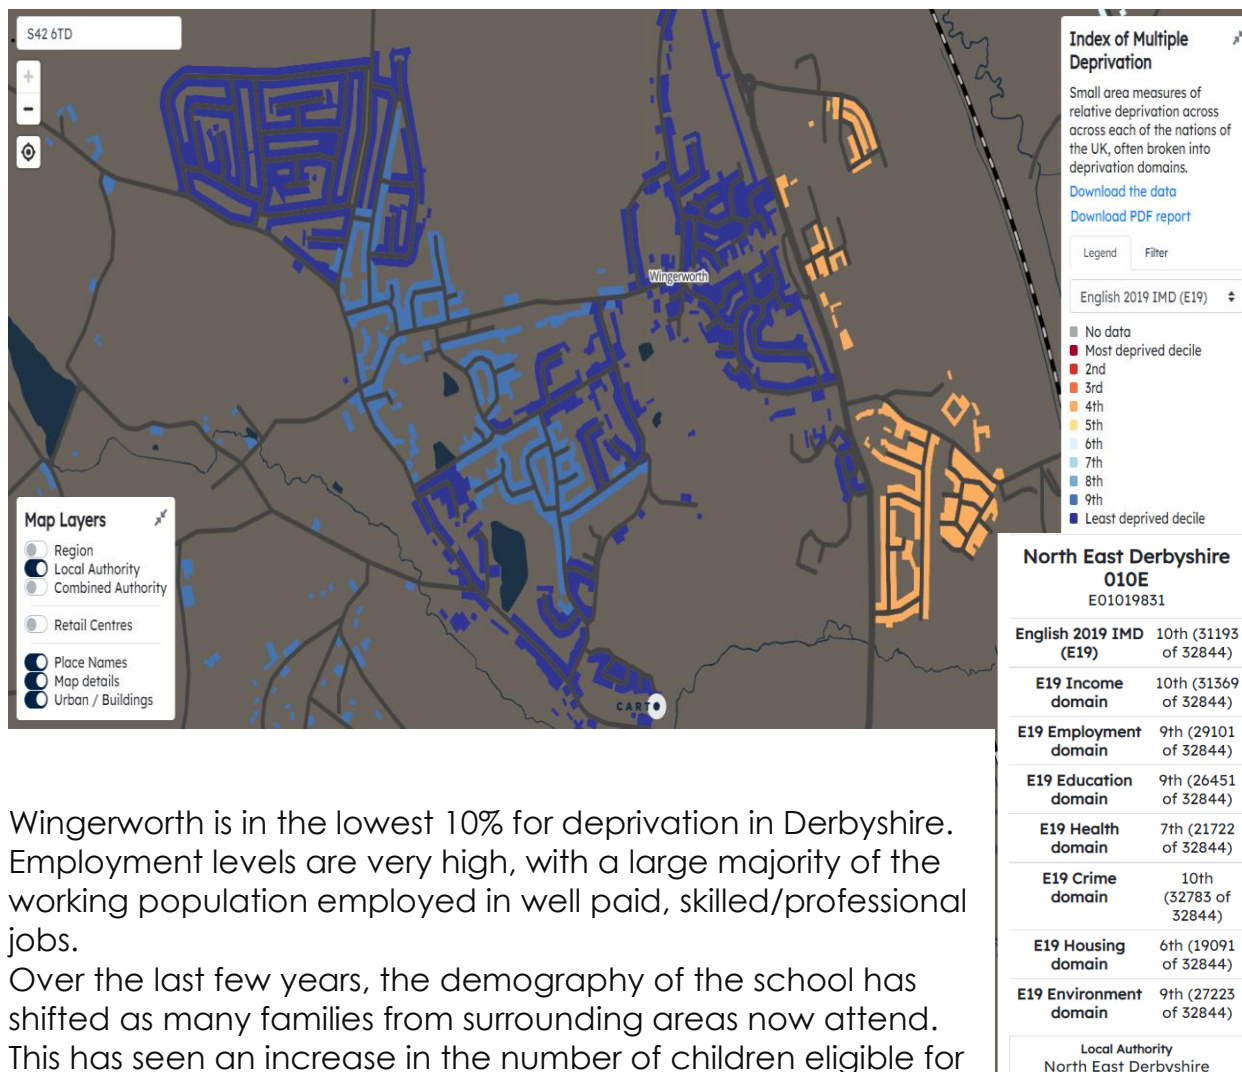 S42 6TD
+
-
Wingerworth
CARTO
Map Layers
Region
Local Authority
Combined Authority
Retail Centres
Place Names
Map details
Urban / Buildings
Index of Multiple
Deprivation
Small area measures of
relative deprivation across
across each of the nations of
the UK, often broken into
deprivation domains.
Download the data
Download PDF report
Legend Filter
English 2019 IMD (E19)
No data
Most deprived decile
2nd
3rd
4th
5th
6th
7th
8th
9th
Least deprived decile
North East Derbyshire
010E
E01019831
English 2019 IMD 10th (31193
(E19) of 32844)
E19 Income 10th (31369
domain of 32844)
E19 Employment 9th (29101
domain of 32844)
E19 Education 9th (26451
domain of 32844)
E19 Health 7th (21722
domain of 32844)
E19 Crime 10th
domain (32783 of
32844)
E19 Housing 6th (19091
domain of 32844)
E19 Environment 9th (27223
domain of 32844)
Local Authority
North East Derbyshire
Wingerworth is in the lowest 10% for deprivation in Derbyshire.
Employment levels are very high, with a large majority of the
working population employed in well paid, skilled/professional
jobs.
Over the last few years, the demography of the school has
shifted as many families from surrounding areas now attend.
This has seen an increase in the number of children eligible for